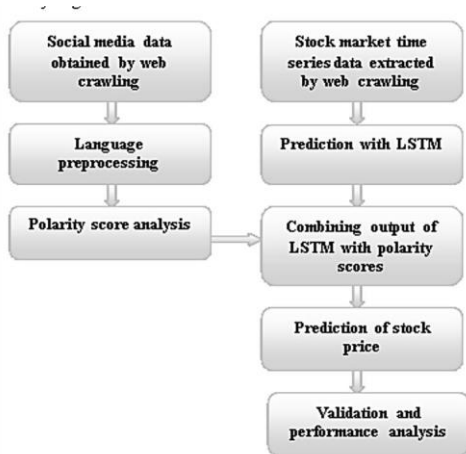 Social media data
obtained by web
crawling
Stock market time
series data extracted
by web crawling
Language
preprocessing
Prediction with LSTM
Polarity score analysis
Combining output of
LSTM with polarity
scores
Prediction of stock
price
Validation and
performance analysis